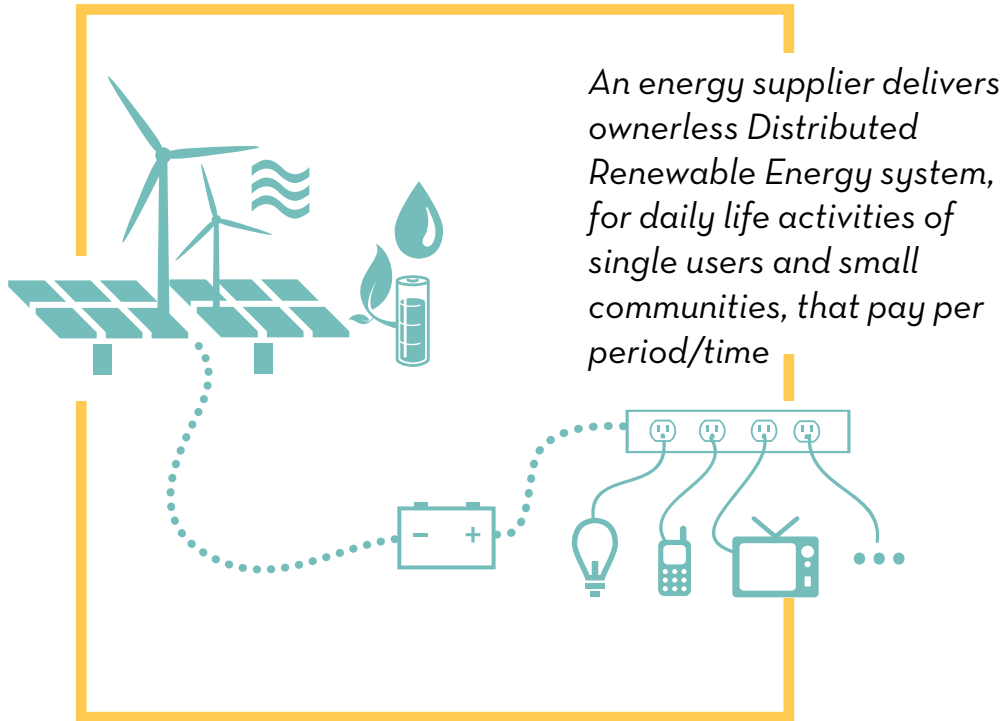 An energy supplier delivers
ownerless Distributed
Renewable Energy system,
for daily life activities of
single users and small
communities, that pay per
period/time